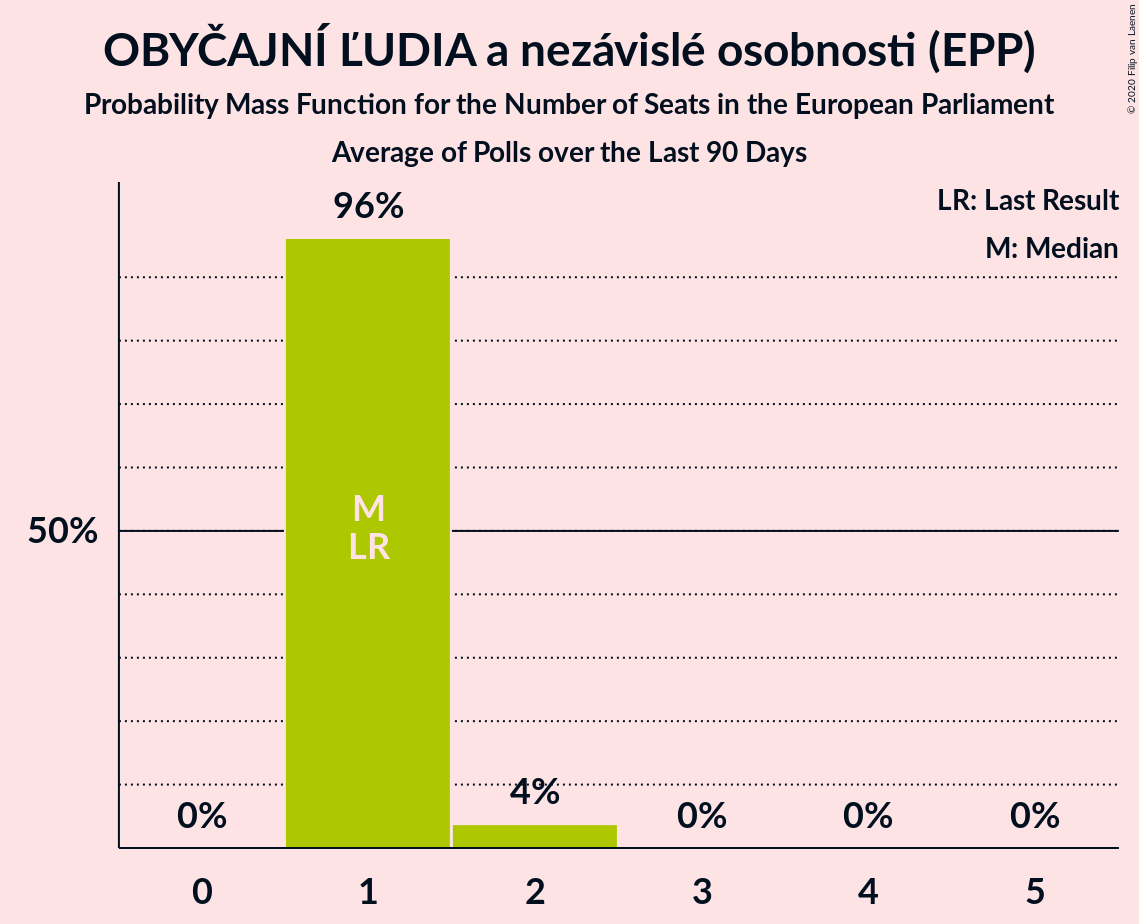 OBYČAJNÍ ĽUDIA a nezávislé osobnosti (EPP)
Probability Mass Function for the Number of Seats in the European Parliament
Average of Polls over the Last 90 Days
© 2020 Filip van Laenen
LR: Last Result
M: Median
96%
M
LR
50%
0%
4%
0%
0%
0%
0
1
2
3
4
5